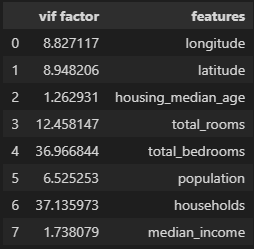 vif factor features
0 8.827117 longitude
1 8.948206 latitude
2 1.262931 housing_median_age
3 12.458147 total_rooms
4 36.966844 total_bedrooms
5 6.525253 population
6 37.135973 households
7 1.738079 median_income